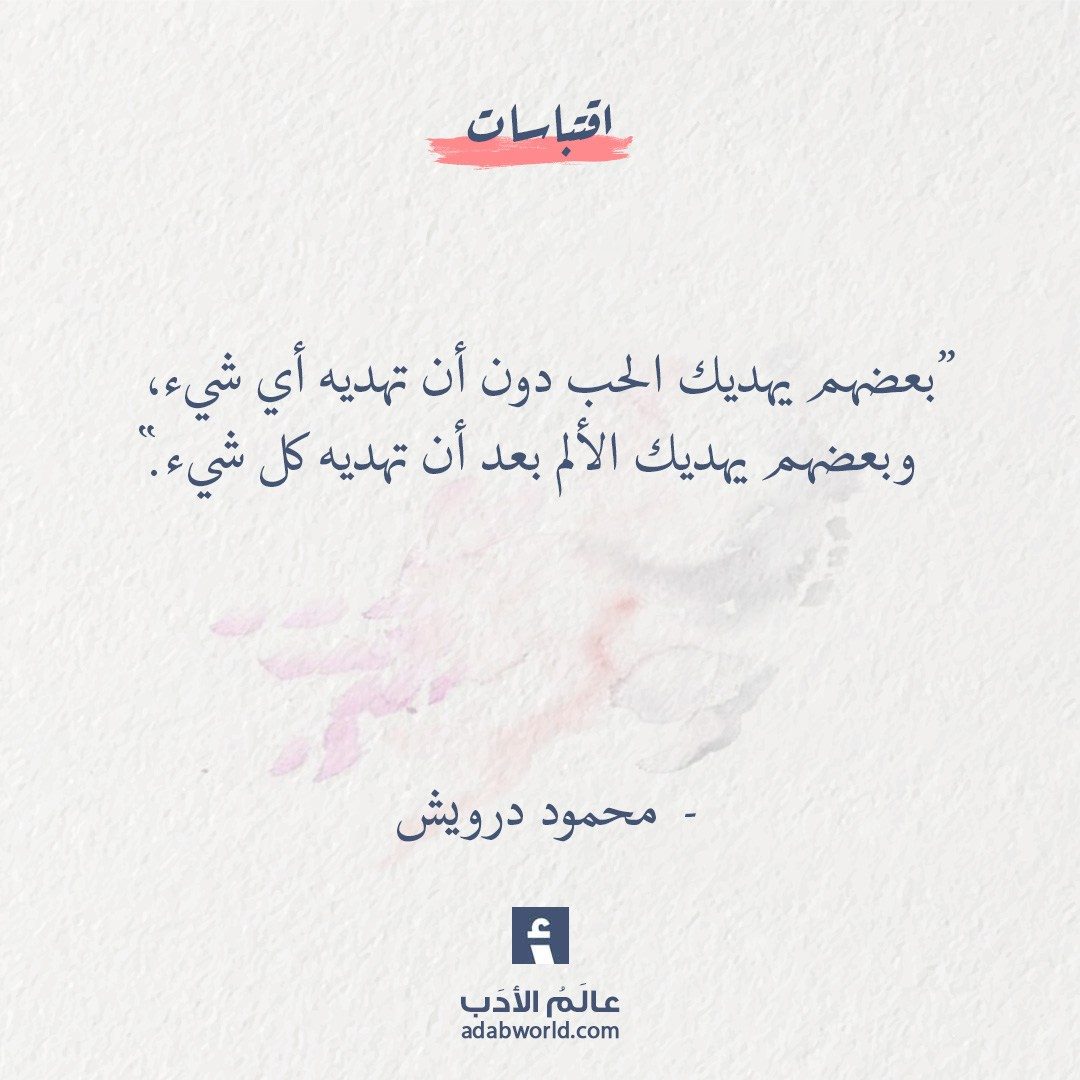 اقتباسات
”بعضهم يهديك الحب دون أن تهديه أي شيء،
وبعضهم يهديك الألم بعد أن تهديه كل شيء.“
- محمود درويش
أ
عالَمُ الأدَب
adabworld.com